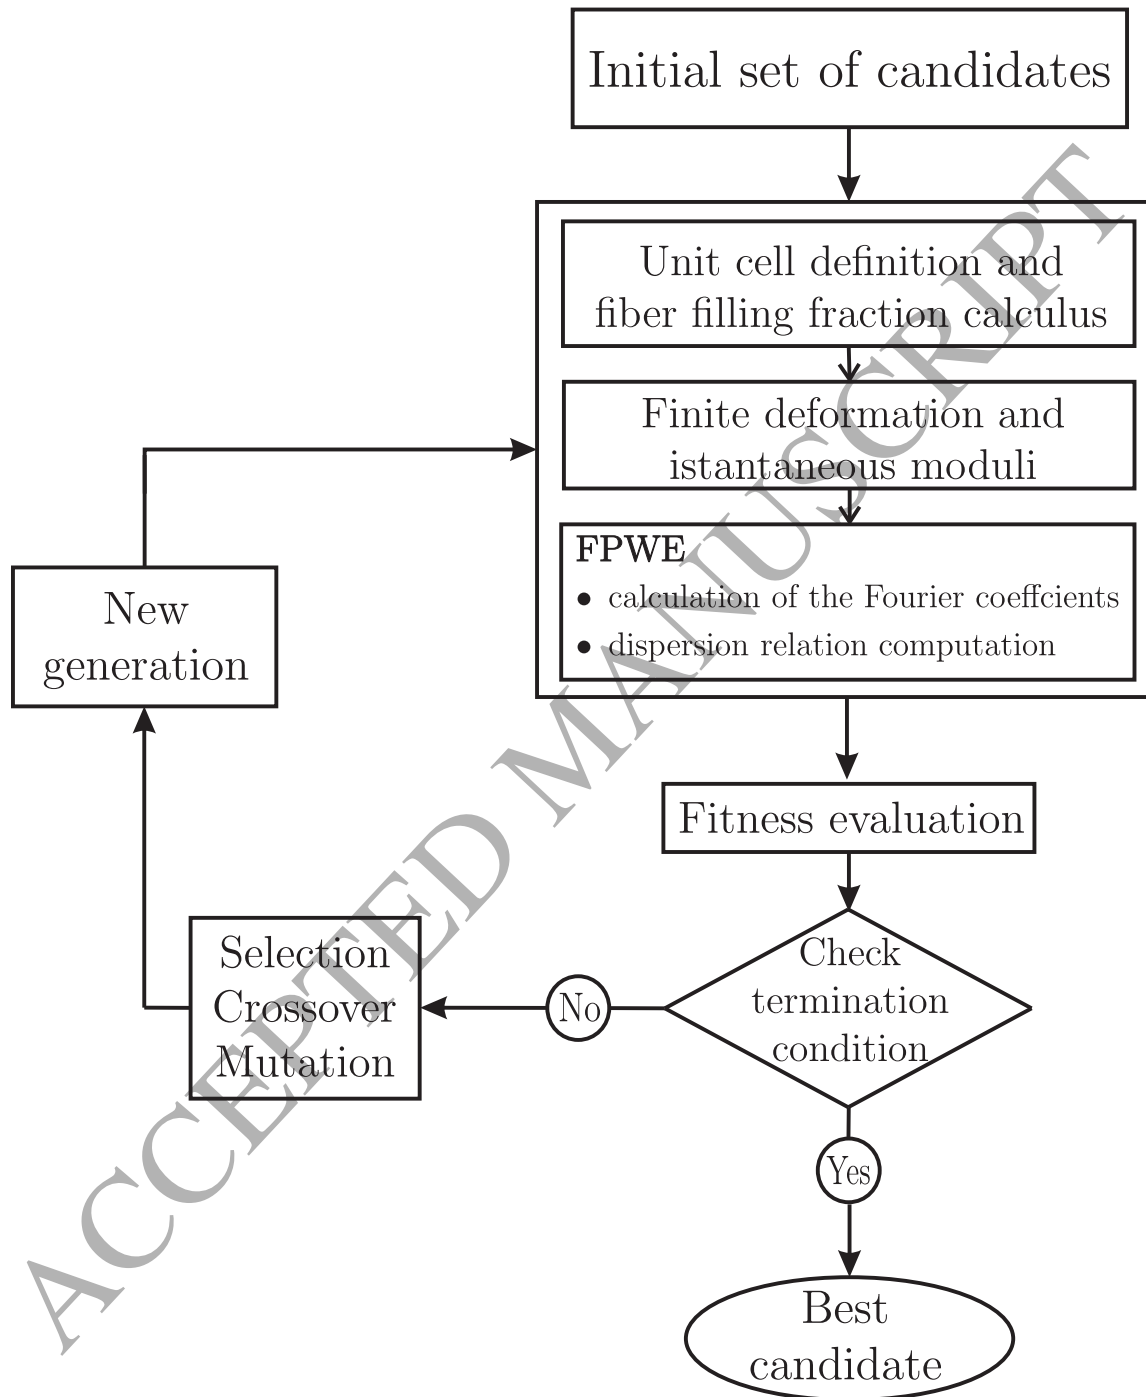 Initial set of candidates
Unit cell definition and
fiber filling fraction calculus
Finite deformation and
istantaneous moduli
FPWE
• calculation of the Fourier coeffcients
• dispersion relation computation
New
generation
Fitness evaluation
Selection
Crossover
Mutation
No
Check
termination
condition
Yes
Best
candidate
ACCEPTED MANUSCRIPT